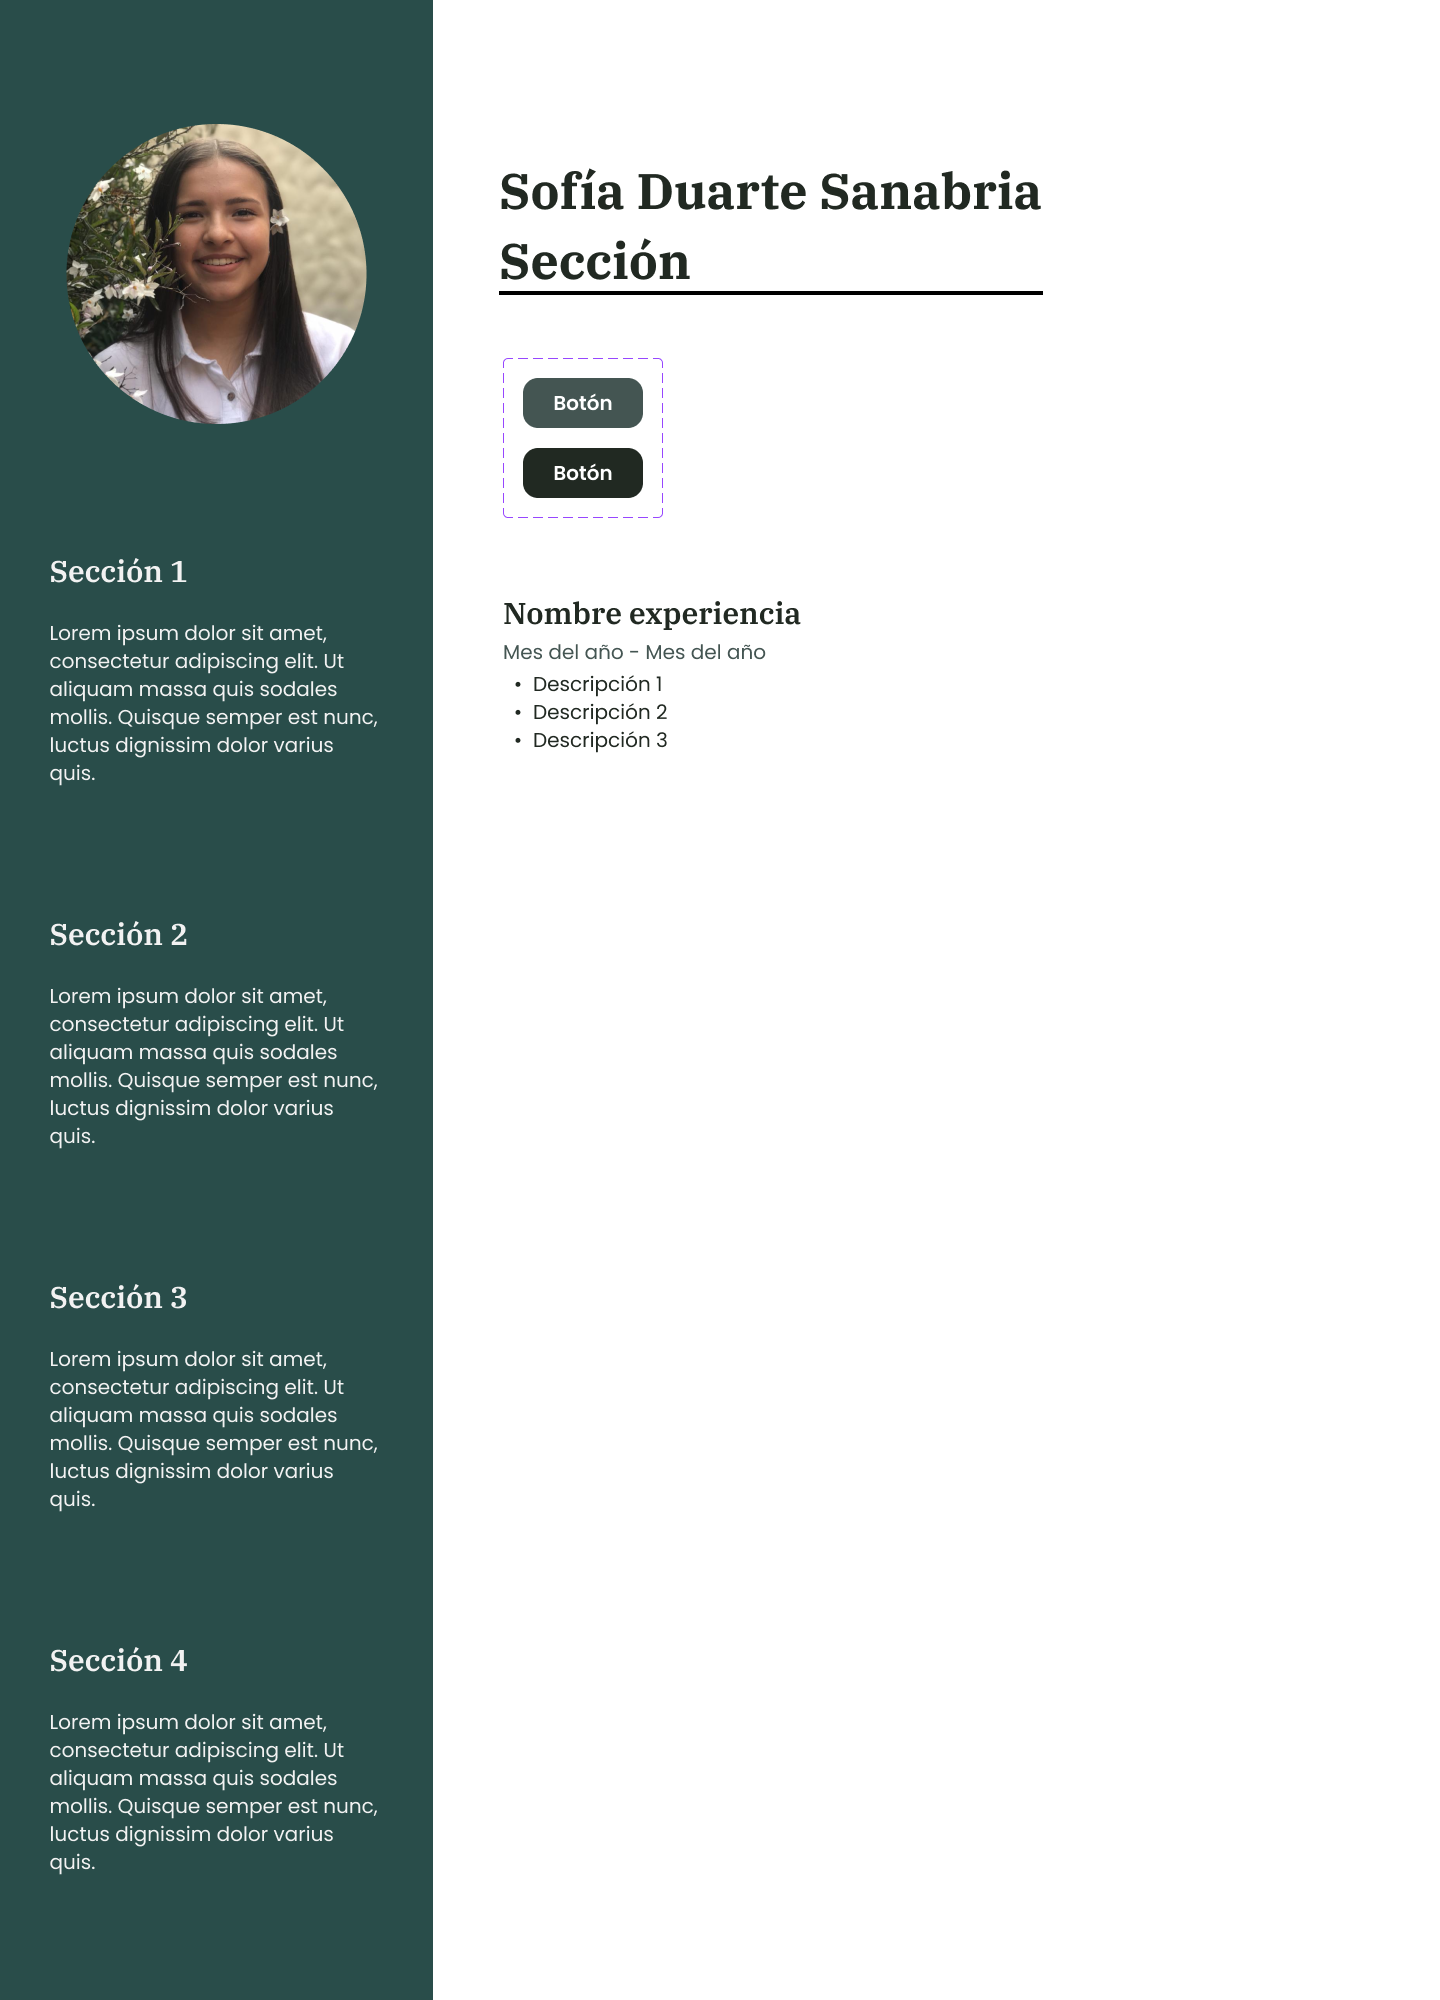 Sofía Duarte Sanabria
Sección
Botón
Botón
Nombre experiencia
Mes del año - Mes del año
• Descripción 1
• Descripción 2
• Descripción 3
Sección 1
Lorem ipsum dolor sit amet,
consectetur adipiscing elit. Ut
aliquam massa quis sodales
mollis. Quisque semper est nunc,
luctus dignissim dolor varius
quis.
Sección 2
Lorem ipsum dolor sit amet,
consectetur adipiscing elit. Ut
aliquam massa quis sodales
mollis. Quisque semper est nunc,
luctus dignissim dolor varius
quis.
Sección 3
Lorem ipsum dolor sit amet,
consectetur adipiscing elit. Ut
aliquam massa quis sodales
mollis. Quisque semper est nunc,
luctus dignissim dolor varius
quis.
Sección 4
Lorem ipsum dolor sit amet,
consectetur adipiscing elit. Ut
aliquam massa quis sodales
mollis. Quisque semper est nunc,
luctus dignissim dolor varius
quis.